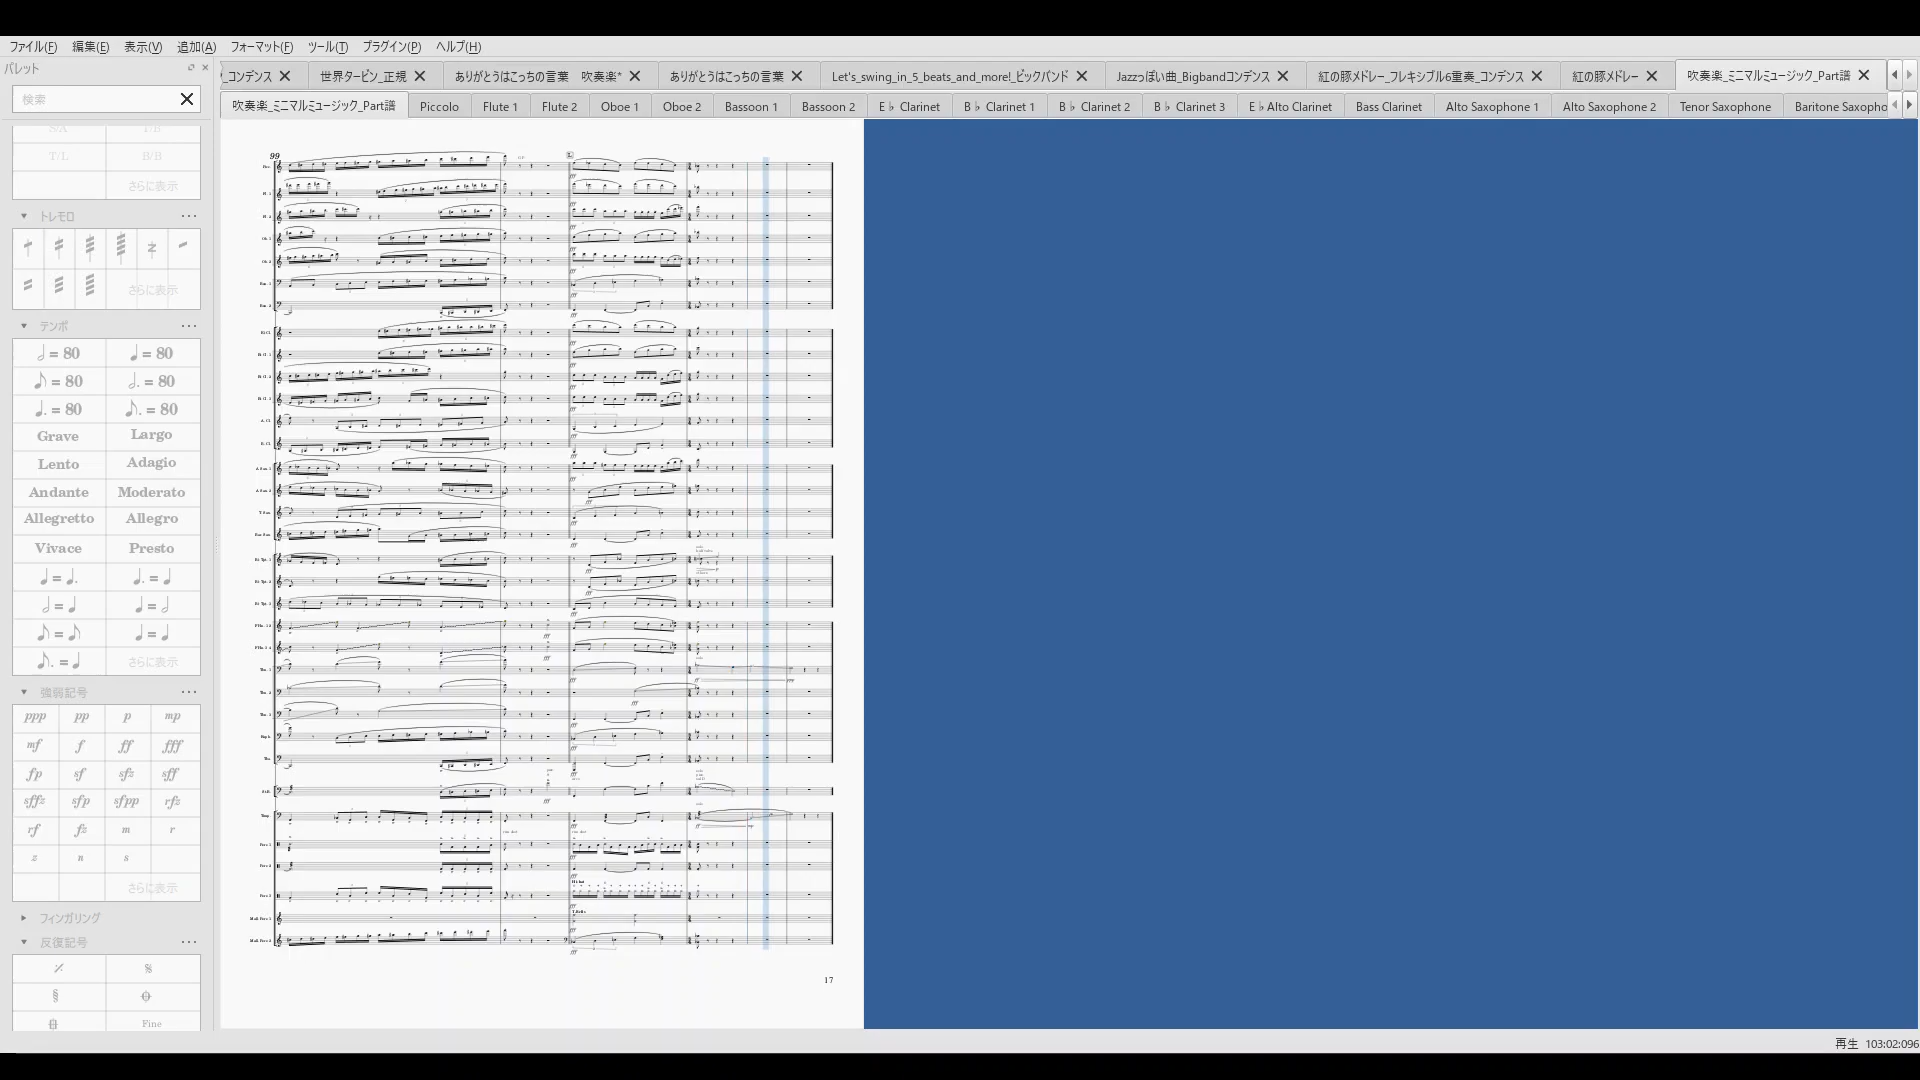 ファイル(F) 編集(E) 表示(V) 追加(A) フォーマット(F) ツール(T) プラグイン(P) ヘルプ(H)
パレット
_コンデンス 世界タービン_正規 ありがとうはこっちの言葉 吹奏楽* ありがとうはこっちの言葉 Let's_swing_in_5_beats_and_more!_ビックバンド Jazzっぽい曲_Bigbandコンデンス 紅の豚メドレー_フレキシブル6重奏_コンデンス 紅の豚メドレー 吹奏楽_ミニマルミュージック_Part譜
検索
吹奏楽_ミニマルミュージック_Part譜 Piccolo Flute 1 Flute 2 Oboe 1 Oboe 2 Bassoon 1 Bassoon 2 E♭ Clarinet B♭ Clarinet 1 B♭ Clarinet 2 B♭ Clarinet 3 E♭ Alto Clarinet Bass Clarinet Alto Saxophone 1 Alto Saxophone 2 Tenor Saxophone Baritone Saxopho
S/A T/B
T/L B/B
さらに表示
トレモロ
さらに表示
テンポ
𝅗𝅥 = 80 ♩ = 80
♪ = 80 𝅗𝅥. = 80
♩. = 80 ♪. = 80
Grave Largo
Lento Adagio
Andante Moderato
Allegretto Allegro
Vivace Presto
♩ = ♩. ♩. = ♩
𝅗𝅥 = ♩ ♩ = 𝅗𝅥
♪ = ♪ ♩ = ♩
♪. = ♩ さらに表示
強弱記号
ppp pp p mp
mf f ff fff
fp sf sfz sff
sffz sfp sfpp rfz
rf fz m r
z n s
さらに表示
フィンガリング
反復記号
Fine
99
17
再生 103:02:096